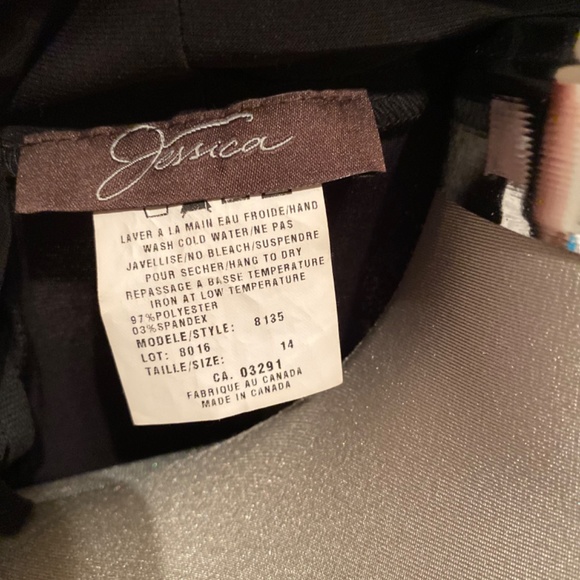 Jessica
LAVER A LA MAIN EAU FROIDE/HAND
WASH COLD WATER/NE PAS
JAVELLISE/NO BLEACH/SUSPENDRE
POUR SECHER/HANG TO DRY
REPASSAGE A BASSE TEMPERATURE
IRON AT LOW TEMPERATURE
97%POLYESTER
03%SPANDEX
MODELE/STYLE: 8135
LOT: 8016
TAILLE/SIZE: 14
CA. 03291
FABRIQUE AU CANADA
MADE IN CANADA